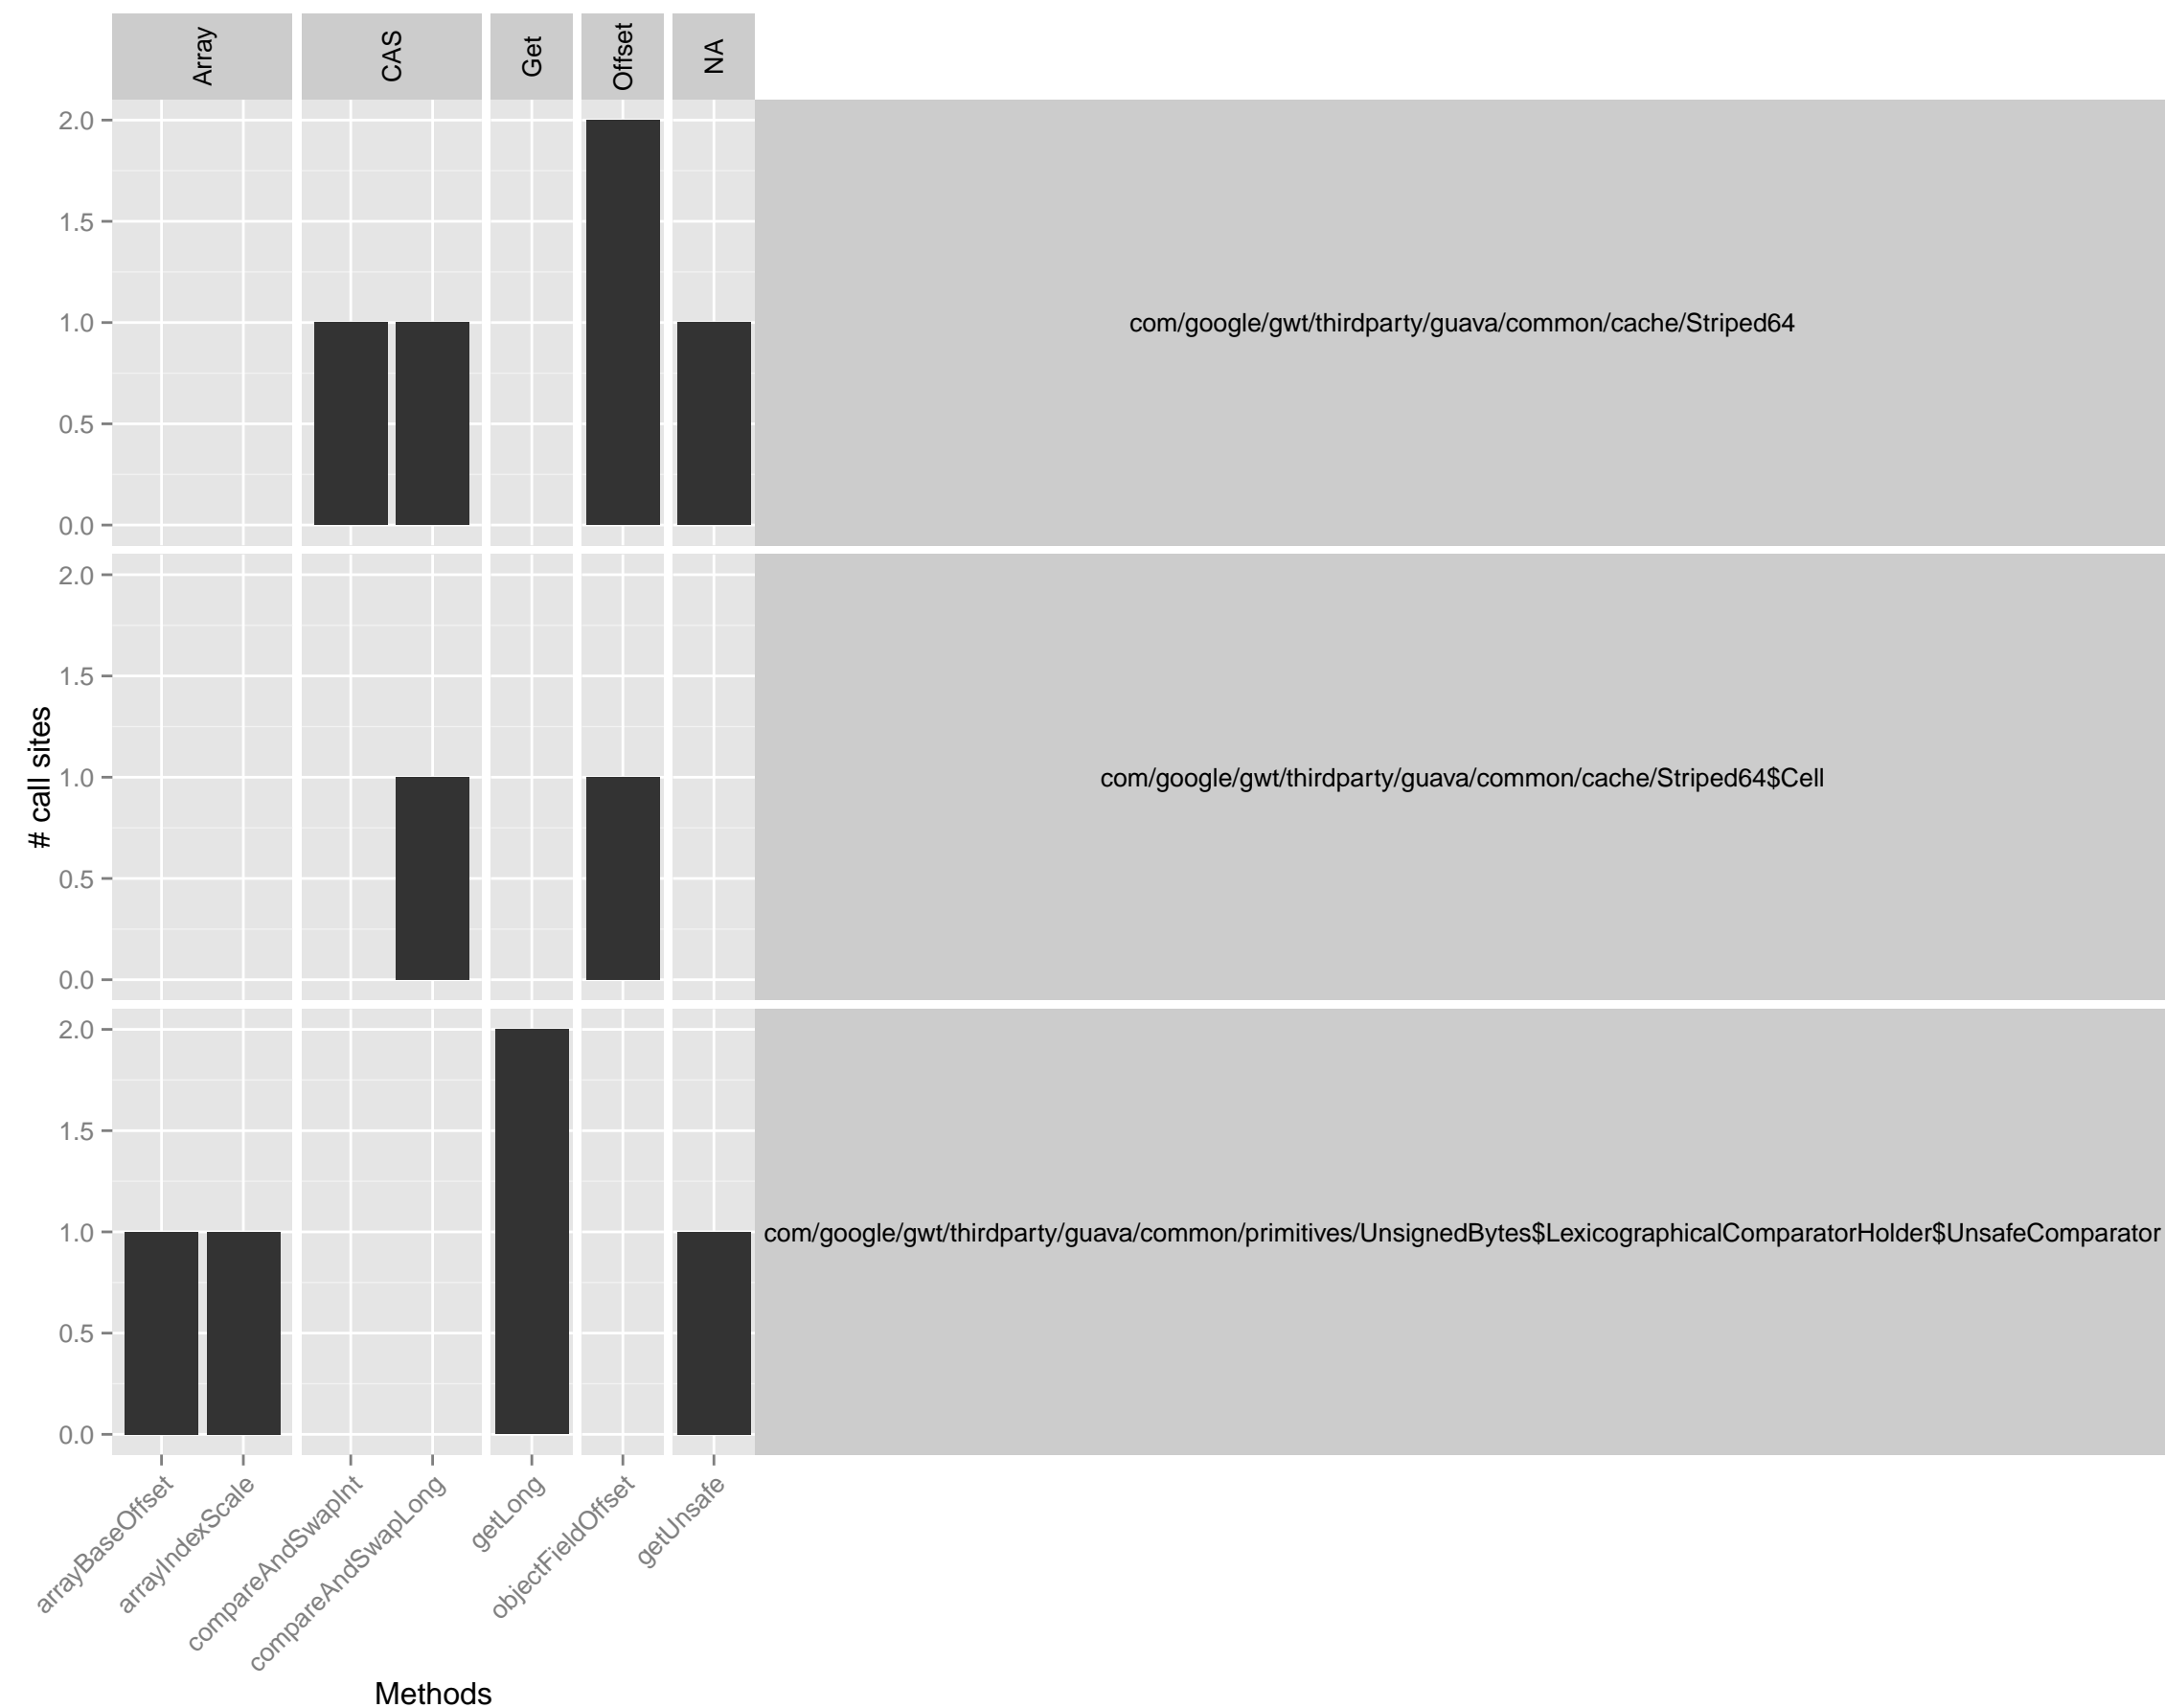 Array
CAS
Get
Offset
NA
2.0
1.5
1.0
0.5
0.0
com/google/gwt/thirdparty/guava/common/cache/Striped64
2.0
1.5
1.0
0.5
0.0
com/google/gwt/thirdparty/guava/common/cache/Striped64$Cell
2.0
1.5
1.0
0.5
0.0
com/google/gwt/thirdparty/guava/common/primitives/UnsignedBytes$LexicographicalComparatorHolder$UnsafeComparator
# call sites
arrayBaseOffset
arrayIndexScale
compareAndSwapInt
compareAndSwapLong
getLong
objectFieldOffset
getUnsafe
Methods